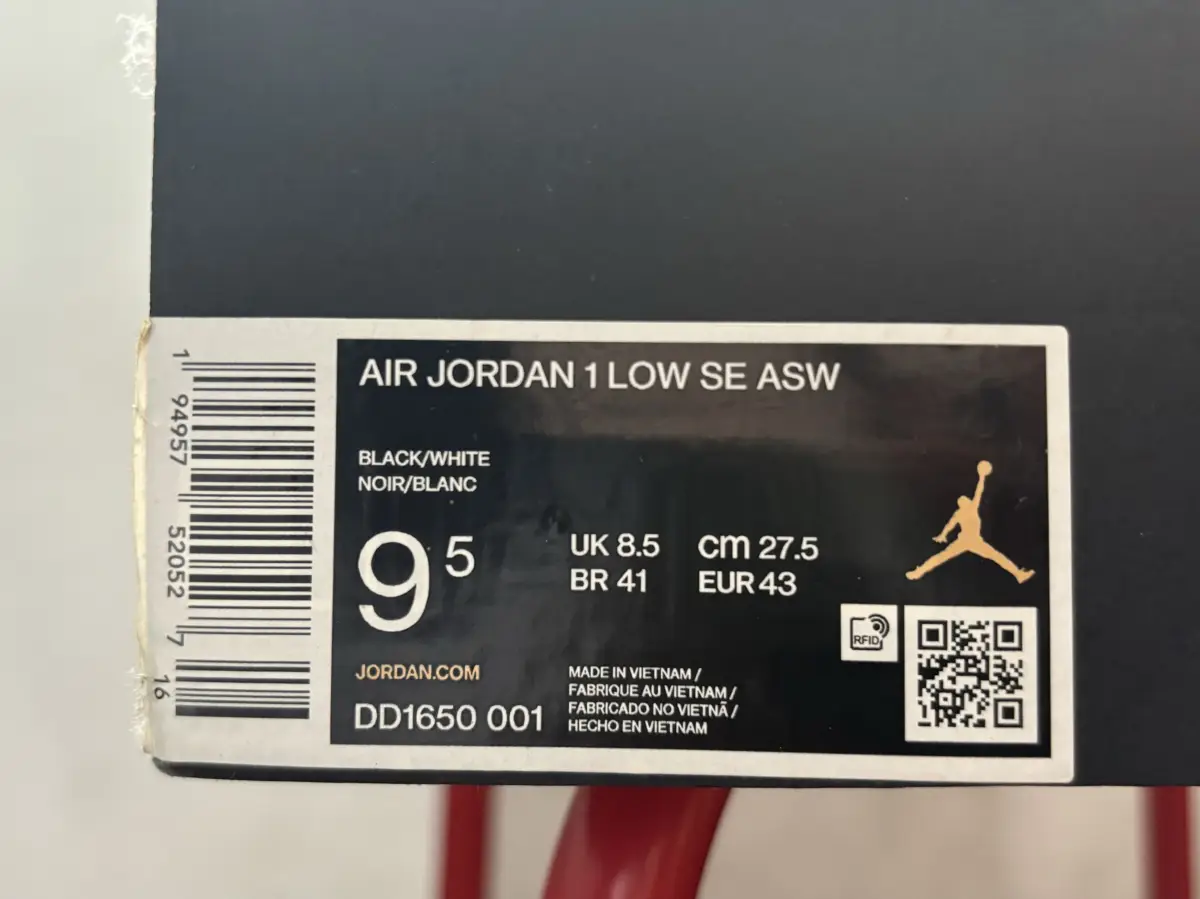 AIR JORDAN 1 LOW SE ASW
BLACK/WHITE
NOIR/BLANC
9 5
UK 8.5 cm 27.5
BR 41 EUR 43
JORDAN.COM
DD1650 001
MADE IN VIETNAM /
FABRIQUE AU VIETNAM /
FABRICADO NO VIETNÃ /
HECHO EN VIETNAM
RFID
1 94957 52052 7
16